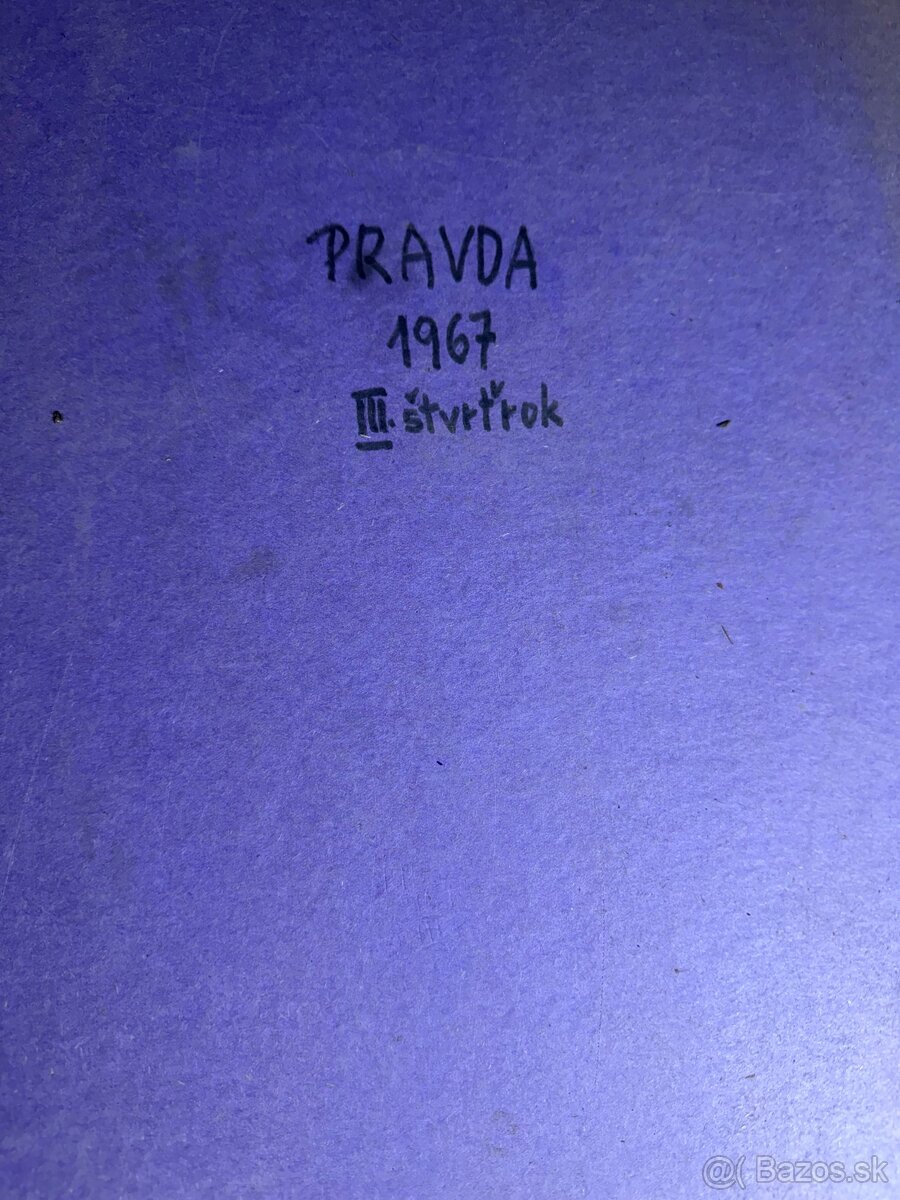 PRAVDA
1967
III. štvrťrok
@( Bazos.sk